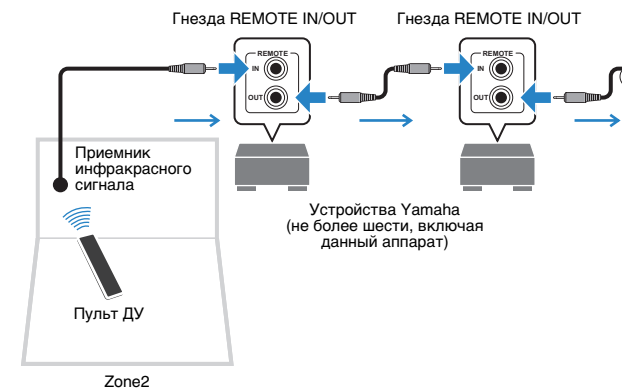 Гнезда REMOTE IN/OUT
Гнезда REMOTE IN/OUT
REMOTE
IN
OUT
REMOTE
IN
OUT
Приемник
инфракрасного
сигнала
Устройства Yamaha
(не более шести, включая
данный аппарат)
Пульт ДУ
Zone2